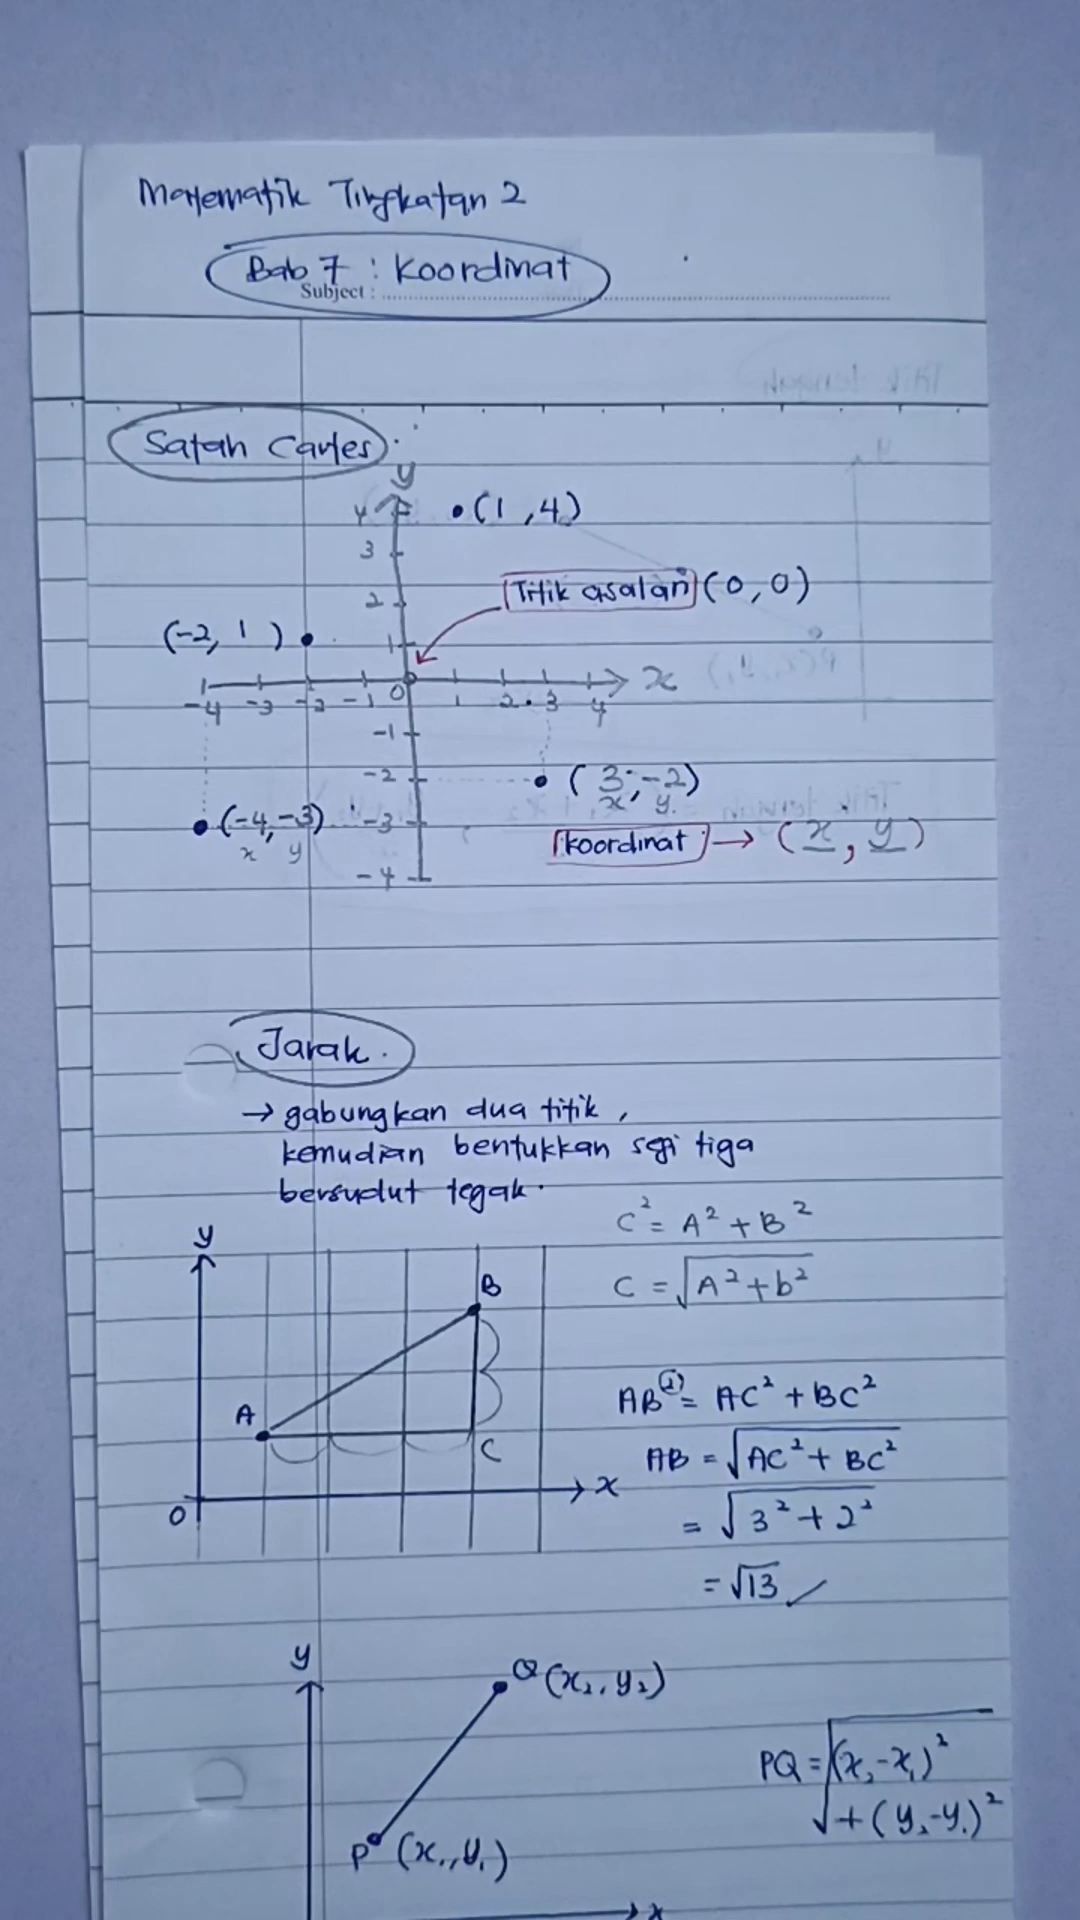 Matematik Tingkatan 2
Bab 7 : Koordinat
Subject :
Satah Cartes
y
4
•(1, 4)
3
Titik asalan (0, 0)
2
(-2, 1)
1
x
-4 -3 -2 -1 0 1 2 3 4
-1
-2
(3, -2)
x y
(-4, -3)
x y
-3
koordinat → (x, y)
-4
Jarak.
→ gabungkan dua titik,
kemudian bentukkan segi tiga
bersudut tegak.
C² = A² + B²
C = √A² + b²
y
B
A
C
O
x
AB² = AC² + BC²
AB = √AC² + BC²
= √3² + 2²
= √13
y
Q (x₂, y₂)
P (x₁, y₁)
x
PQ = √(x₂-x₁)²
+ (y₂-y₁)²